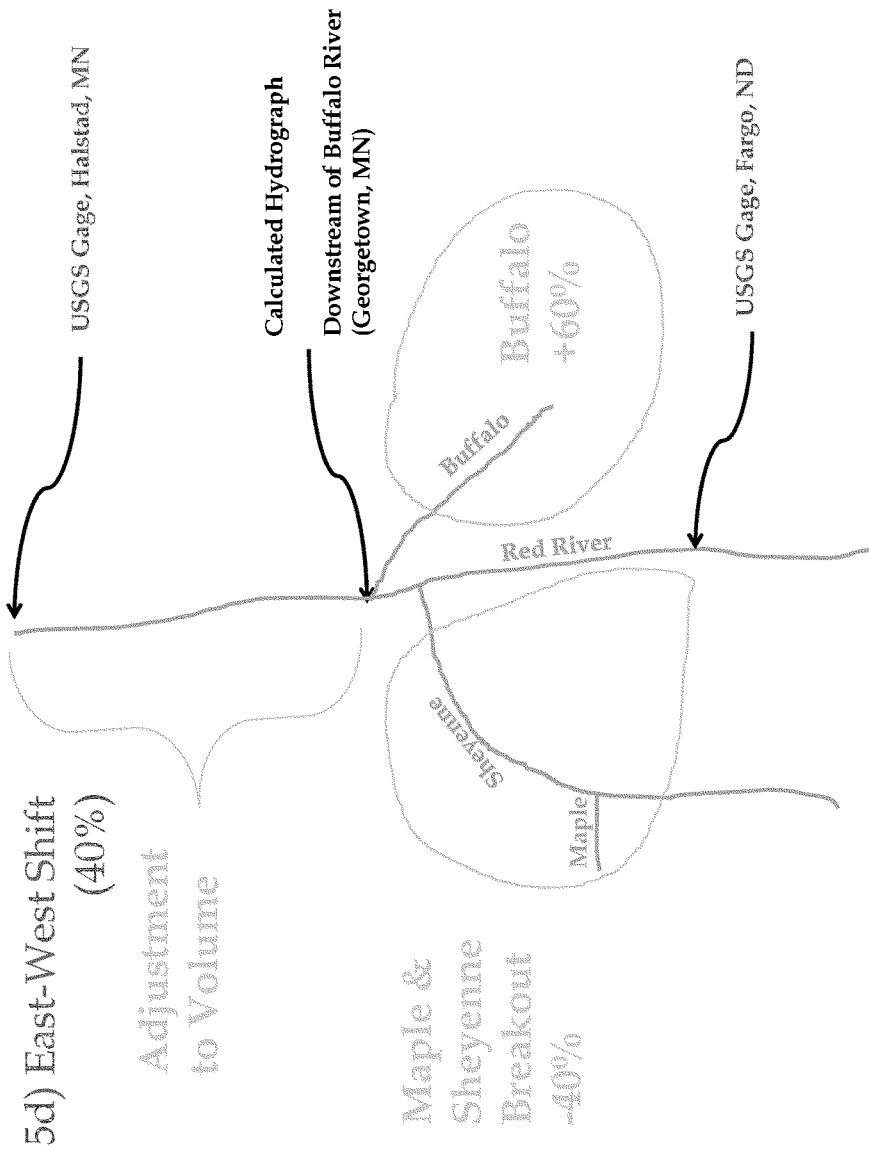 5d) East-West Shift
(40%)
Adjustment
to Volume
Maple &
Sheyenne
Breakout
-40%
USGS Gage, Halstad, MN
Calculated Hydrograph
Downstream of Buffalo River
(Georgetown, MN)
Buffalo
+60%
Buffalo
Red River
Sheyenne
Maple
USGS Gage, Fargo, ND